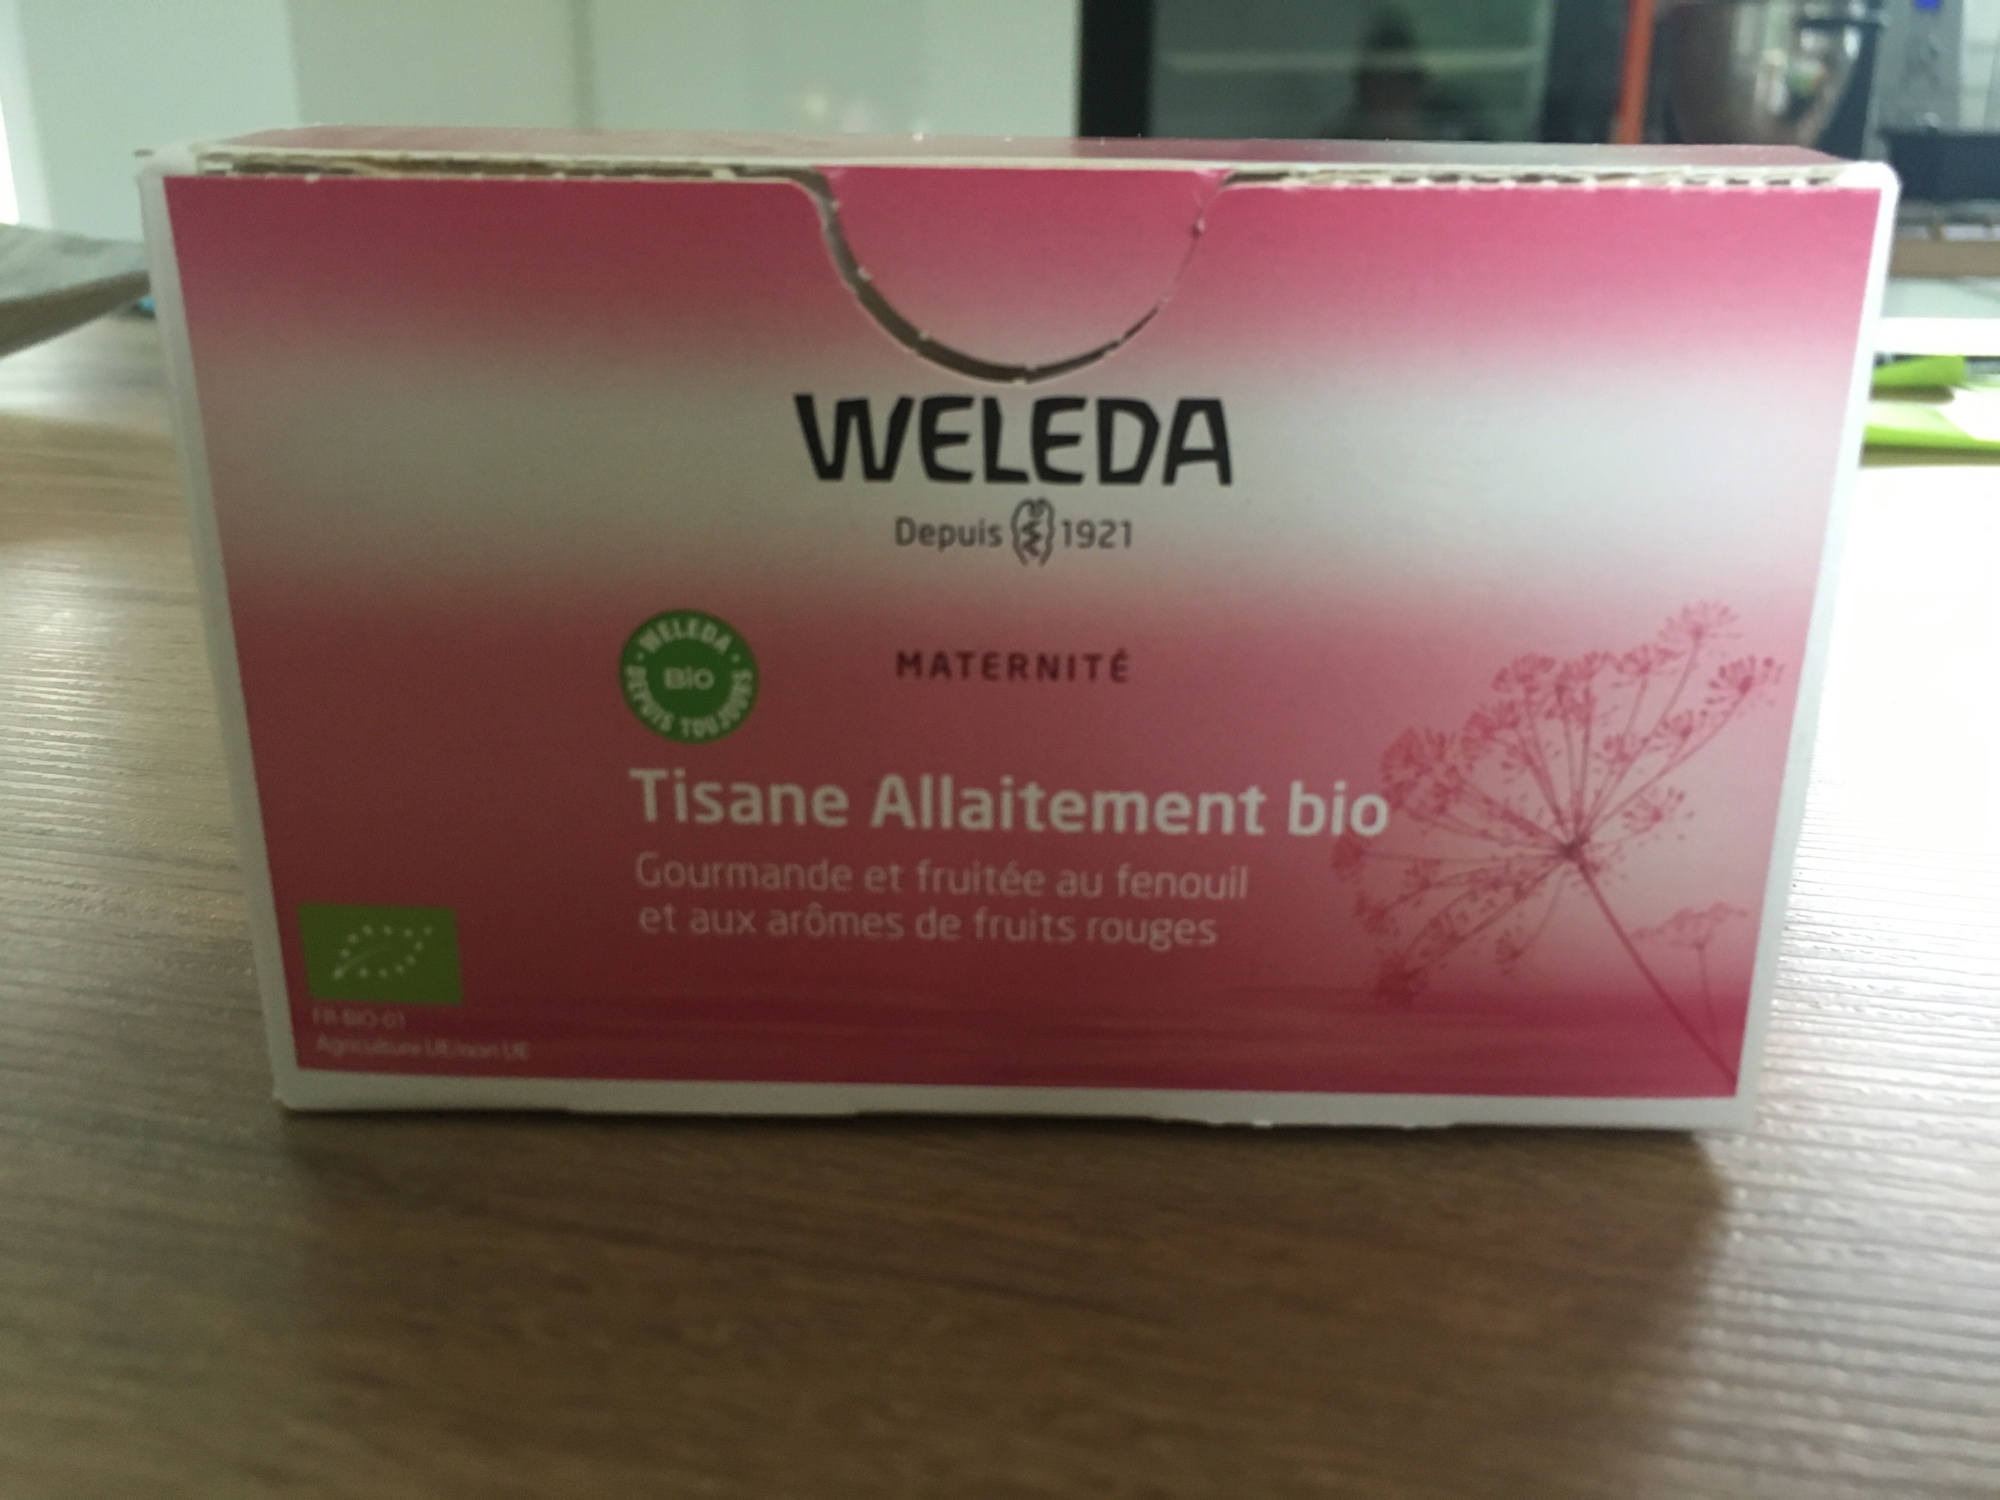 WELEDA
Depuis 1921
WELEDA
BIO
DEPUIS TOUJOURS
MATERNITÉ
Tisane Allaitement bio
Gourmande et fruitée au fenouil
et aux arômes de fruits rouges
FR-BIO-01
Agriculture UE/non UE